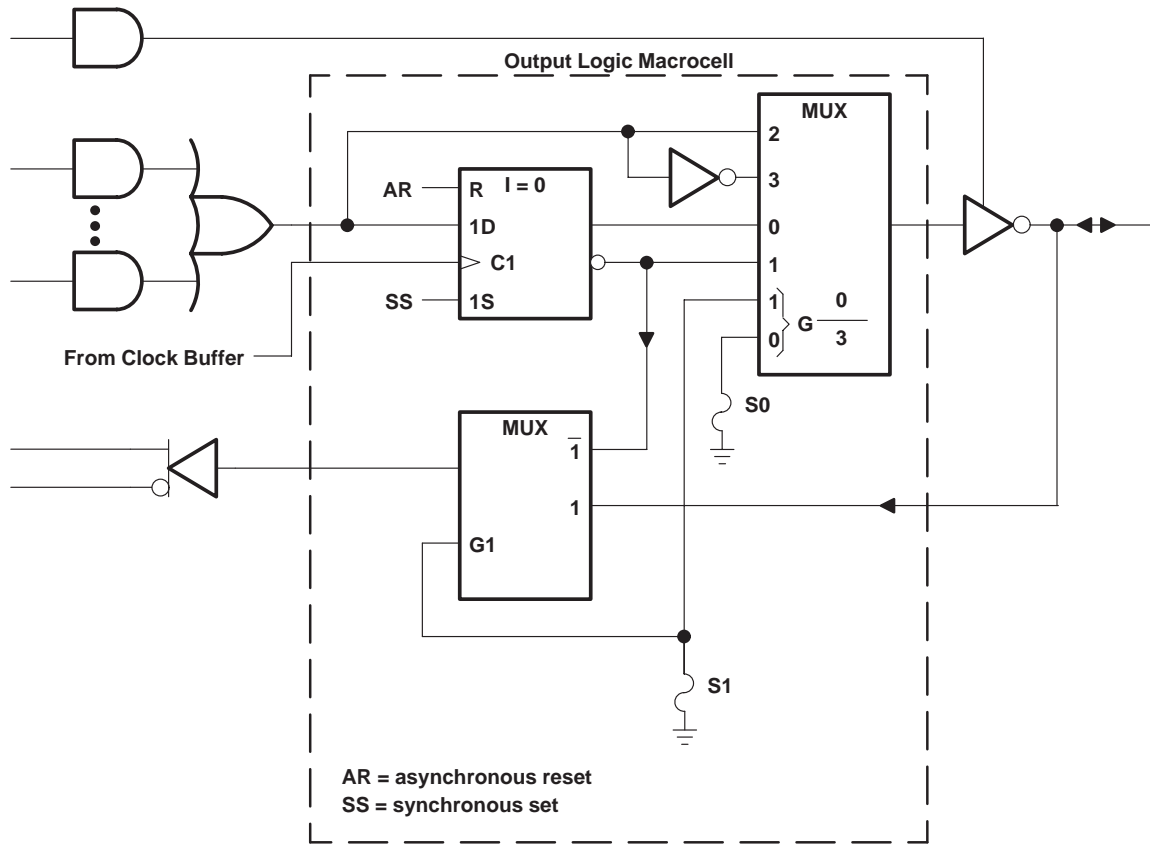 Output Logic Macrocell
MUX
2
3
0
1
1
0
G 0
3
AR
R
I = 0
1D
C1
SS
1S
From Clock Buffer
S0
MUX
1̅
1
G1
S1
AR = asynchronous reset
SS = synchronous set